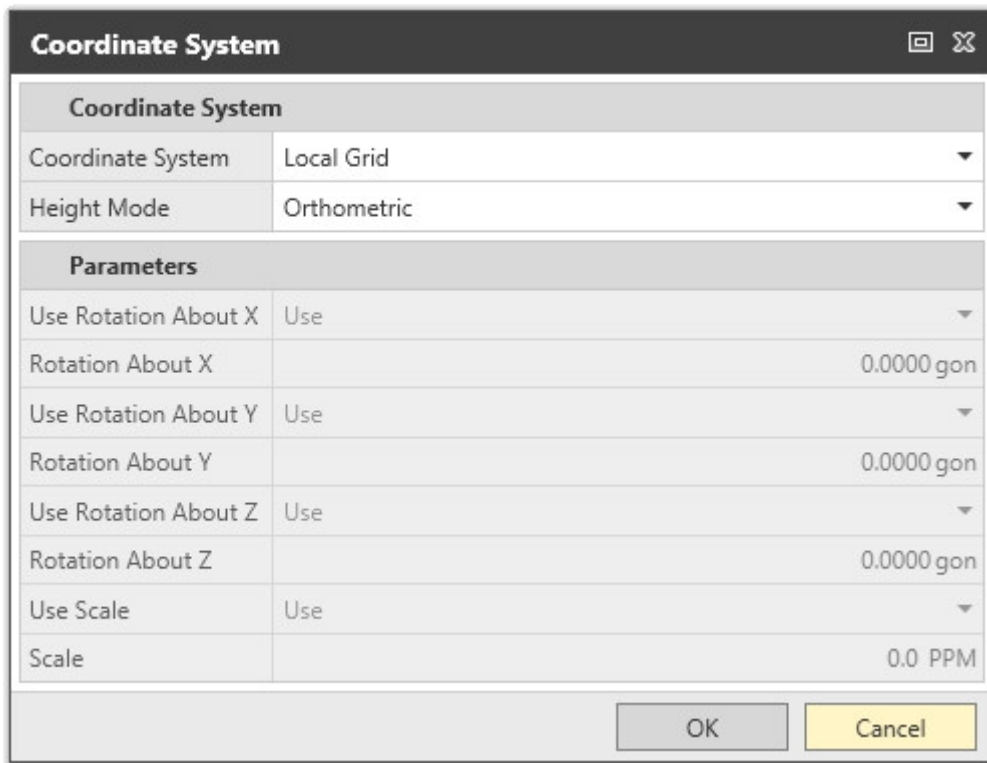 Coordinate System
Coordinate System
Coordinate System Local Grid
Height Mode Orthometric
Parameters
Use Rotation About X Use
Rotation About X 0.0000 gon
Use Rotation About Y Use
Rotation About Y 0.0000 gon
Use Rotation About Z Use
Rotation About Z 0.0000 gon
Use Scale Use
Scale 0.0 PPM
OK Cancel